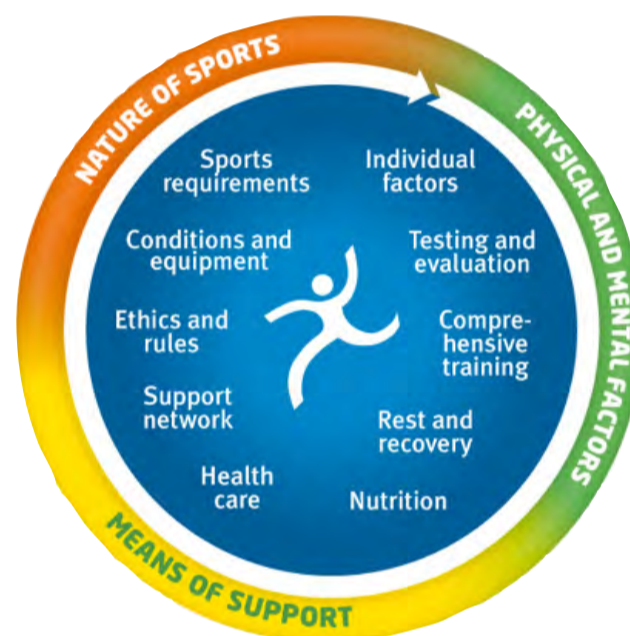 NATURE OF SPORTS
PHYSICAL AND MENTAL FACTORS
MEANS OF SUPPORT
Sports
requirements
Individual
factors
Conditions and
equipment
Testing and
evaluation
Ethics and
rules
Compre-
hensive
training
Support
network
Rest and
recovery
Health
care
Nutrition